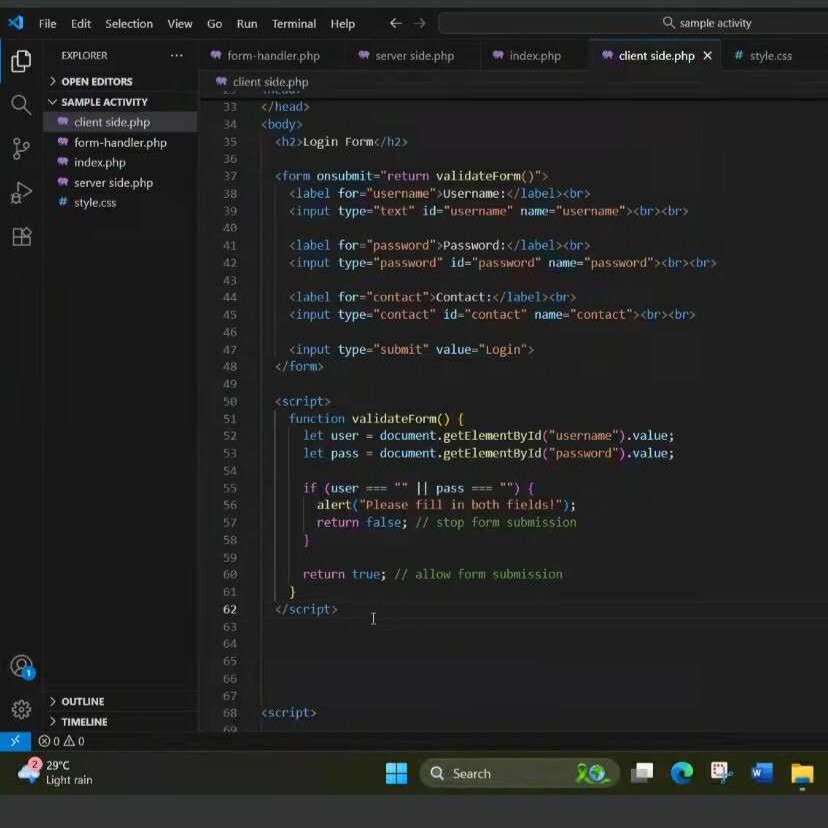 File Edit Selection View Go Run Terminal Help
sample activity
EXPLORER
OPEN EDITORS
SAMPLE ACTIVITY
client side.php
form-handler.php
index.php
server side.php
style.css
OUTLINE
TIMELINE
form-handler.php
server side.php
index.php
client side.php
style.css
client side.php
33 </head>
34 <body>
35 <h2>Login Form</h2>
36
37 <form onsubmit="return validateForm()">
38 <label for="username">Username:</label><br>
39 <input type="text" id="username" name="username"><br><br>
40
41 <label for="password">Password:</label><br>
42 <input type="password" id="password" name="password"><br><br>
43
44 <label for="contact">Contact:</label><br>
45 <input type="contact" id="contact" name="contact"><br><br>
46
47 <input type="submit" value="Login">
48 </form>
49
50 <script>
51 function validateForm() {
52 let user = document.getElementById("username").value;
53 let pass = document.getElementById("password").value;
54
55 if (user === "" || pass === "") {
56 alert("Please fill in both fields!");
57 return false; // stop form submission
58 }
59
60 return true; // allow form submission
61 }
62 </script>
63
64
65
66
67
68 <script>
69
1
0 0
2
29°C
Light rain
Search
W